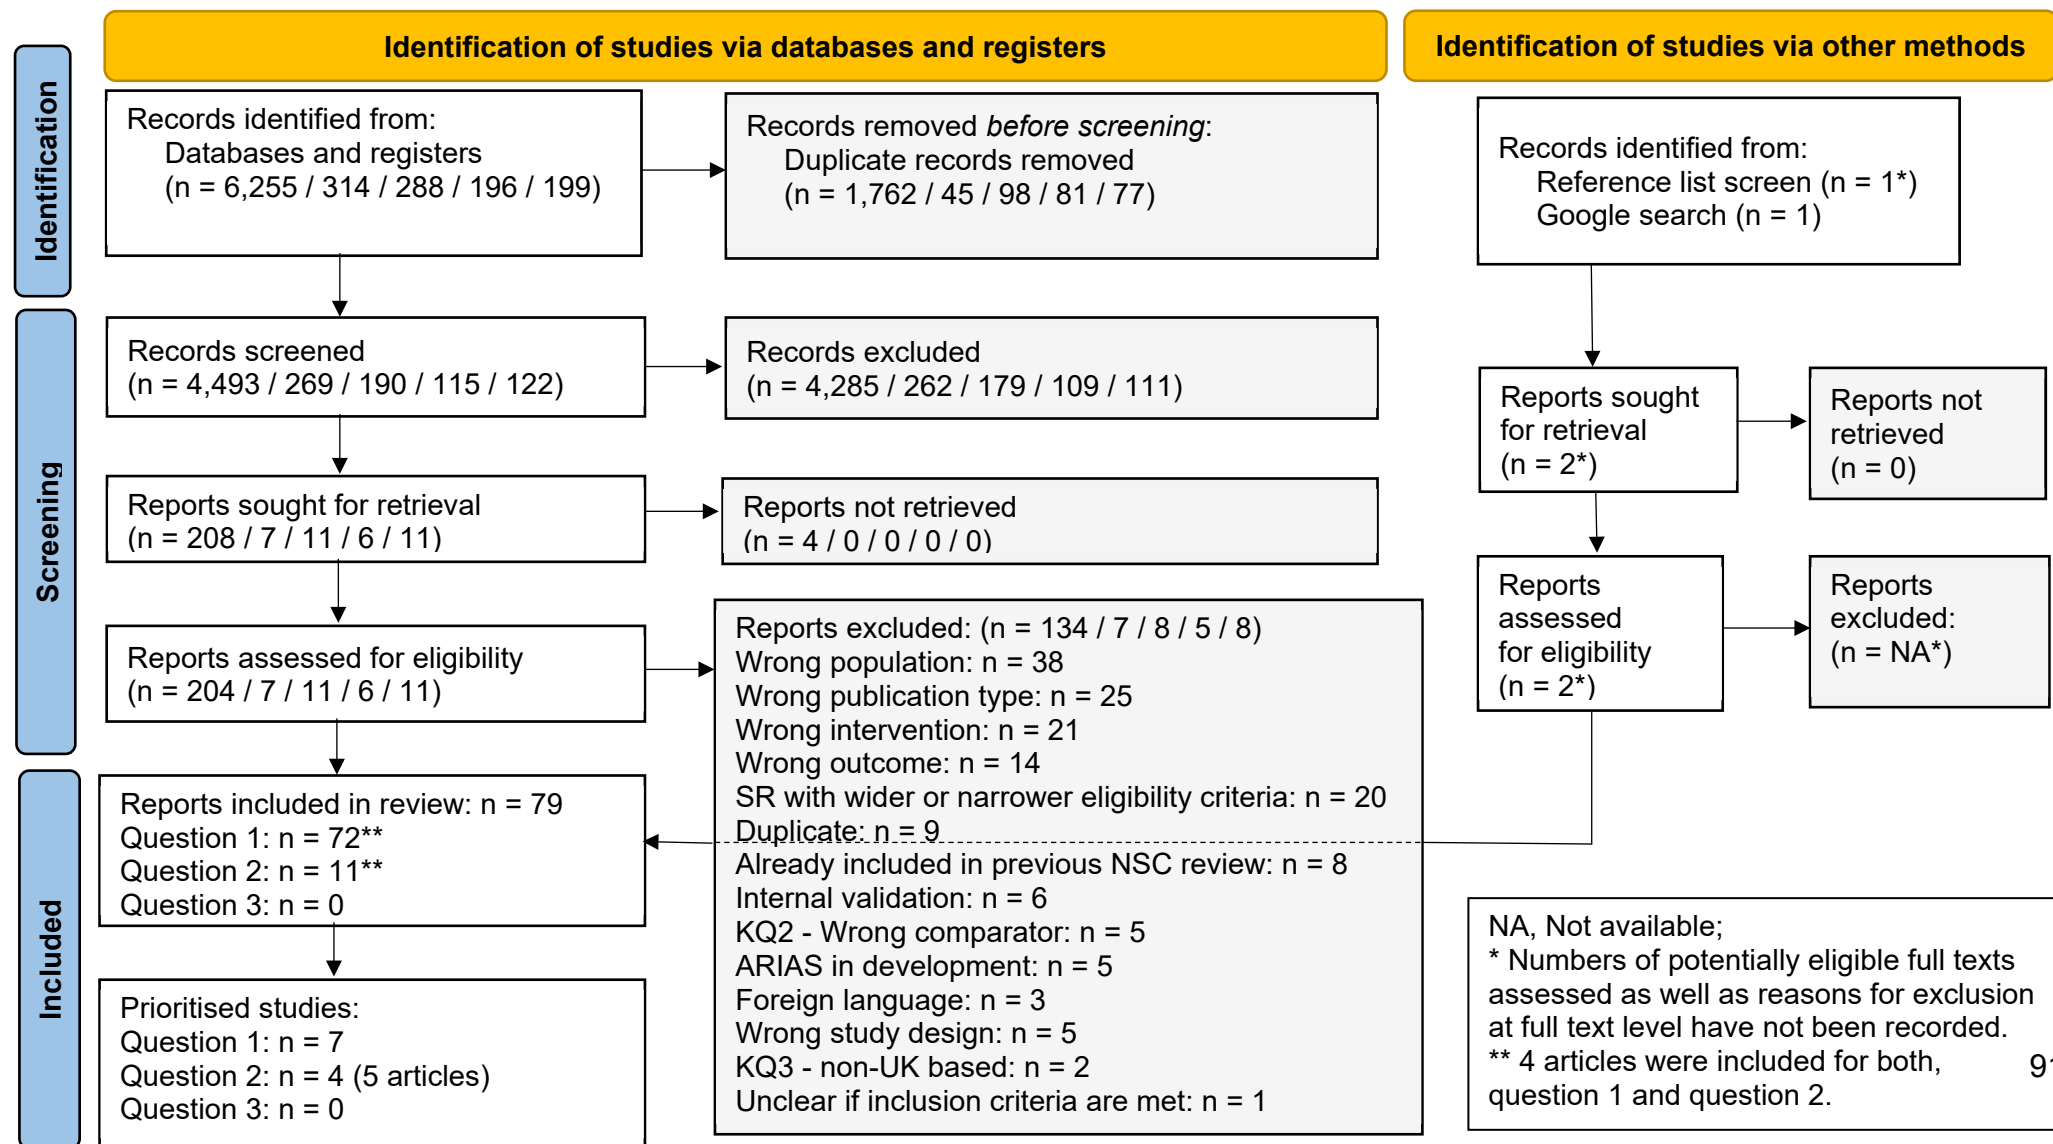 Identification of studies via databases and registers
Identification of studies via other methods
Identification
Records identified from:
Databases and registers
(n = 6,255 / 314 / 288 / 196 / 199)
Records removed before screening:
Duplicate records removed
(n = 1,762 / 45 / 98 / 81 / 77)
Records identified from:
Reference list screen (n = 1*)
Google search (n = 1)
Screening
Records screened
(n = 4,493 / 269 / 190 / 115 / 122)
Records excluded
(n = 4,285 / 262 / 179 / 109 / 111)
Reports sought
for retrieval
(n = 2*)
Reports not
retrieved
(n = 0)
Reports sought for retrieval
(n = 208 / 7 / 11 / 6 / 11)
Reports not retrieved
(n = 4 / 0 / 0 / 0 / 0)
Reports assessed for eligibility
(n = 204 / 7 / 11 / 6 / 11)
Reports excluded: (n = 134 / 7 / 8 / 5 / 8)
Wrong population: n = 38
Wrong publication type: n = 25
Wrong intervention: n = 21
Wrong outcome: n = 14
SR with wider or narrower eligibility criteria: n = 20
Duplicate: n = 9
Already included in previous NSC review: n = 8
Internal validation: n = 6
KQ2 - Wrong comparator: n = 5
ARIAS in development: n = 5
Foreign language: n = 3
Wrong study design: n = 5
KQ3 - non-UK based: n = 2
Unclear if inclusion criteria are met: n = 1
Reports
assessed
for eligibility
(n = 2*)
Reports
excluded:
(n = NA*)
Included
Reports included in review: n = 79
Question 1: n = 72**
Question 2: n = 11**
Question 3: n = 0
Prioritised studies:
Question 1: n = 7
Question 2: n = 4 (5 articles)
Question 3: n = 0
NA, Not available;
* Numbers of potentially eligible full texts
assessed as well as reasons for exclusion
at full text level have not been recorded.
** 4 articles were included for both,
question 1 and question 2.